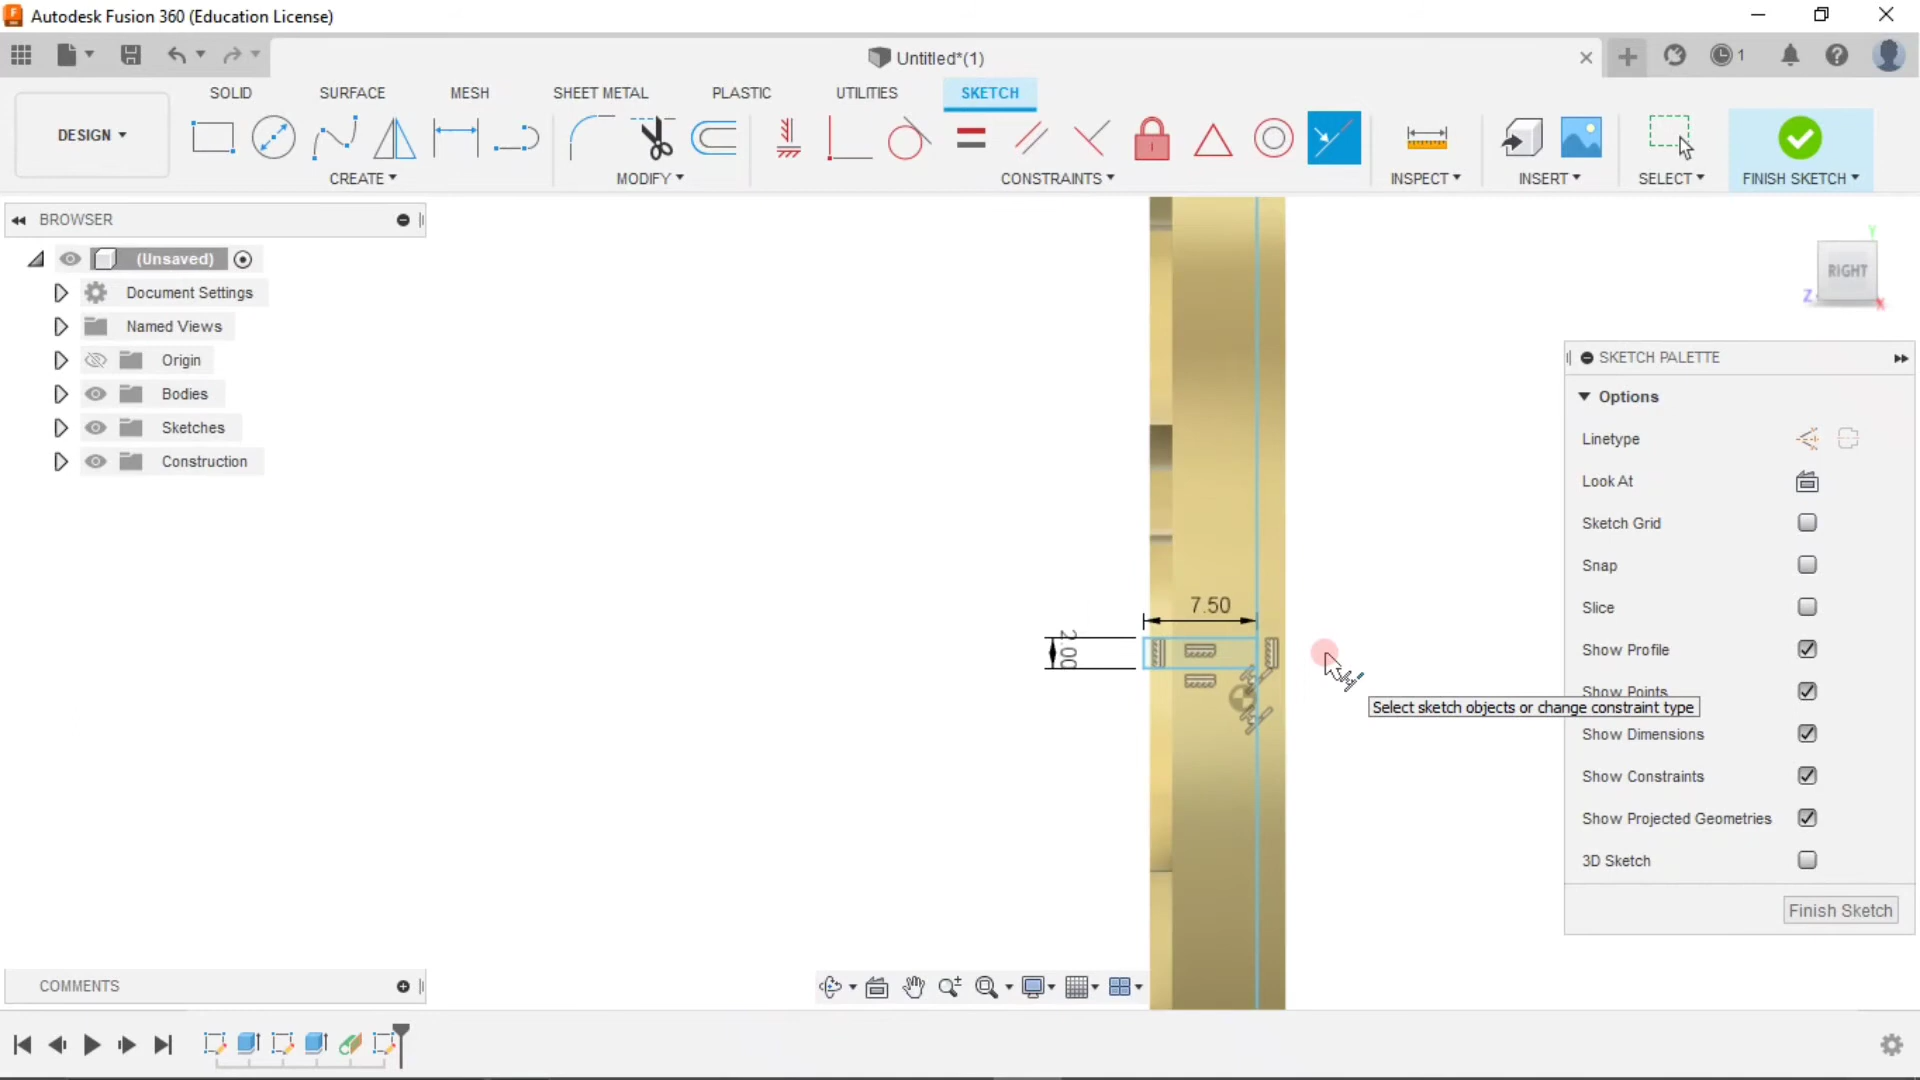 Autodesk Fusion 360 (Education License)
Untitled*(1)
1
SOLID
SURFACE
MESH
SHEET METAL
PLASTIC
UTILITIES
SKETCH
DESIGN
CREATE
MODIFY
CONSTRAINTS
INSPECT
INSERT
SELECT
FINISH SKETCH
BROWSER
(Unsaved)
Document Settings
Named Views
Origin
Bodies
Sketches
Construction
Y
RIGHT
Z
X
SKETCH PALETTE
Options
Linetype
Look At
Sketch Grid
Snap
Slice
Show Profile
Show Points
Show Dimensions
Show Constraints
Show Projected Geometries
3D Sketch
Finish Sketch
7.50
2.00
Select sketch objects or change constraint type
COMMENTS